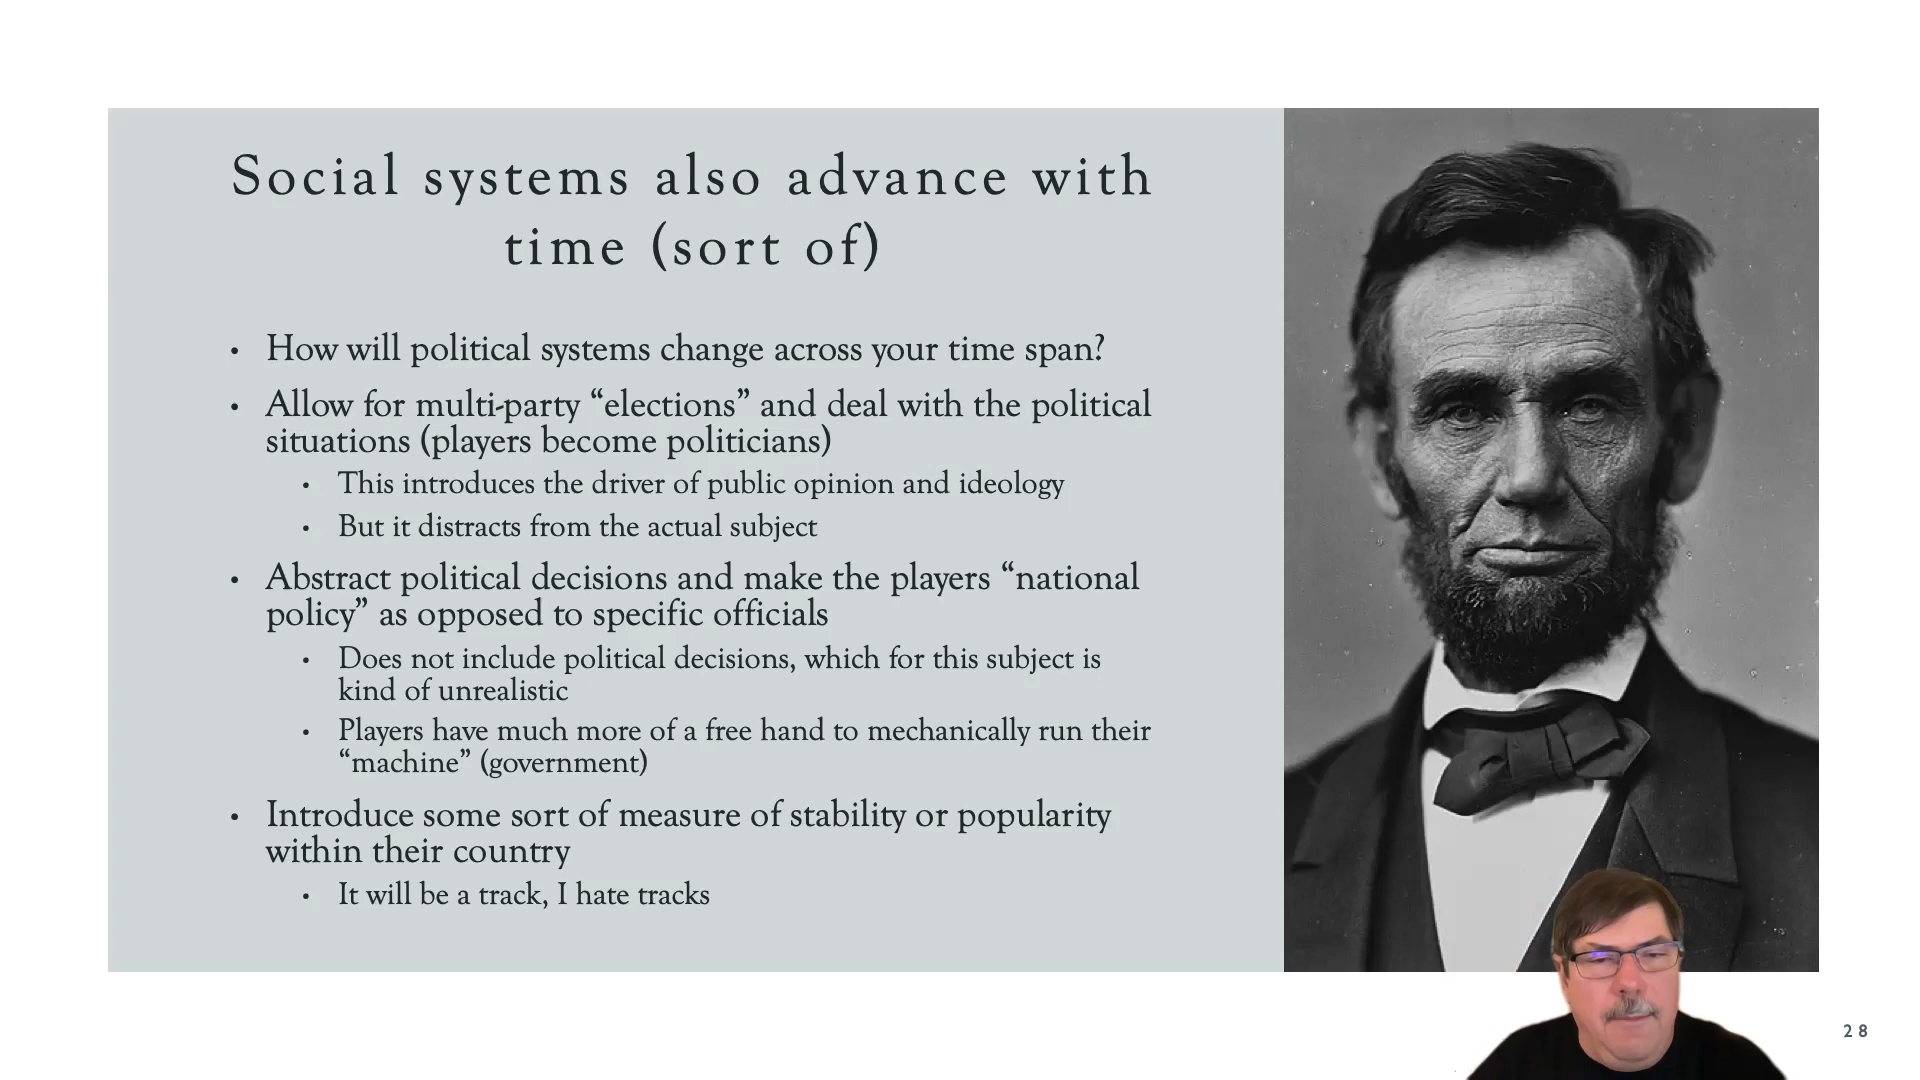 Social systems also advance with
time (sort of)
• How will political systems change across your time span?
• Allow for multi-party “elections” and deal with the political
situations (players become politicians)
• This introduces the driver of public opinion and ideology
• But it distracts from the actual subject
• Abstract political decisions and make the players “national
policy” as opposed to specific officials
• Does not include political decisions, which for this subject is
kind of unrealistic
• Players have much more of a free hand to mechanically run their
“machine” (government)
• Introduce some sort of measure of stability or popularity
within their country
• It will be a track, I hate tracks
28